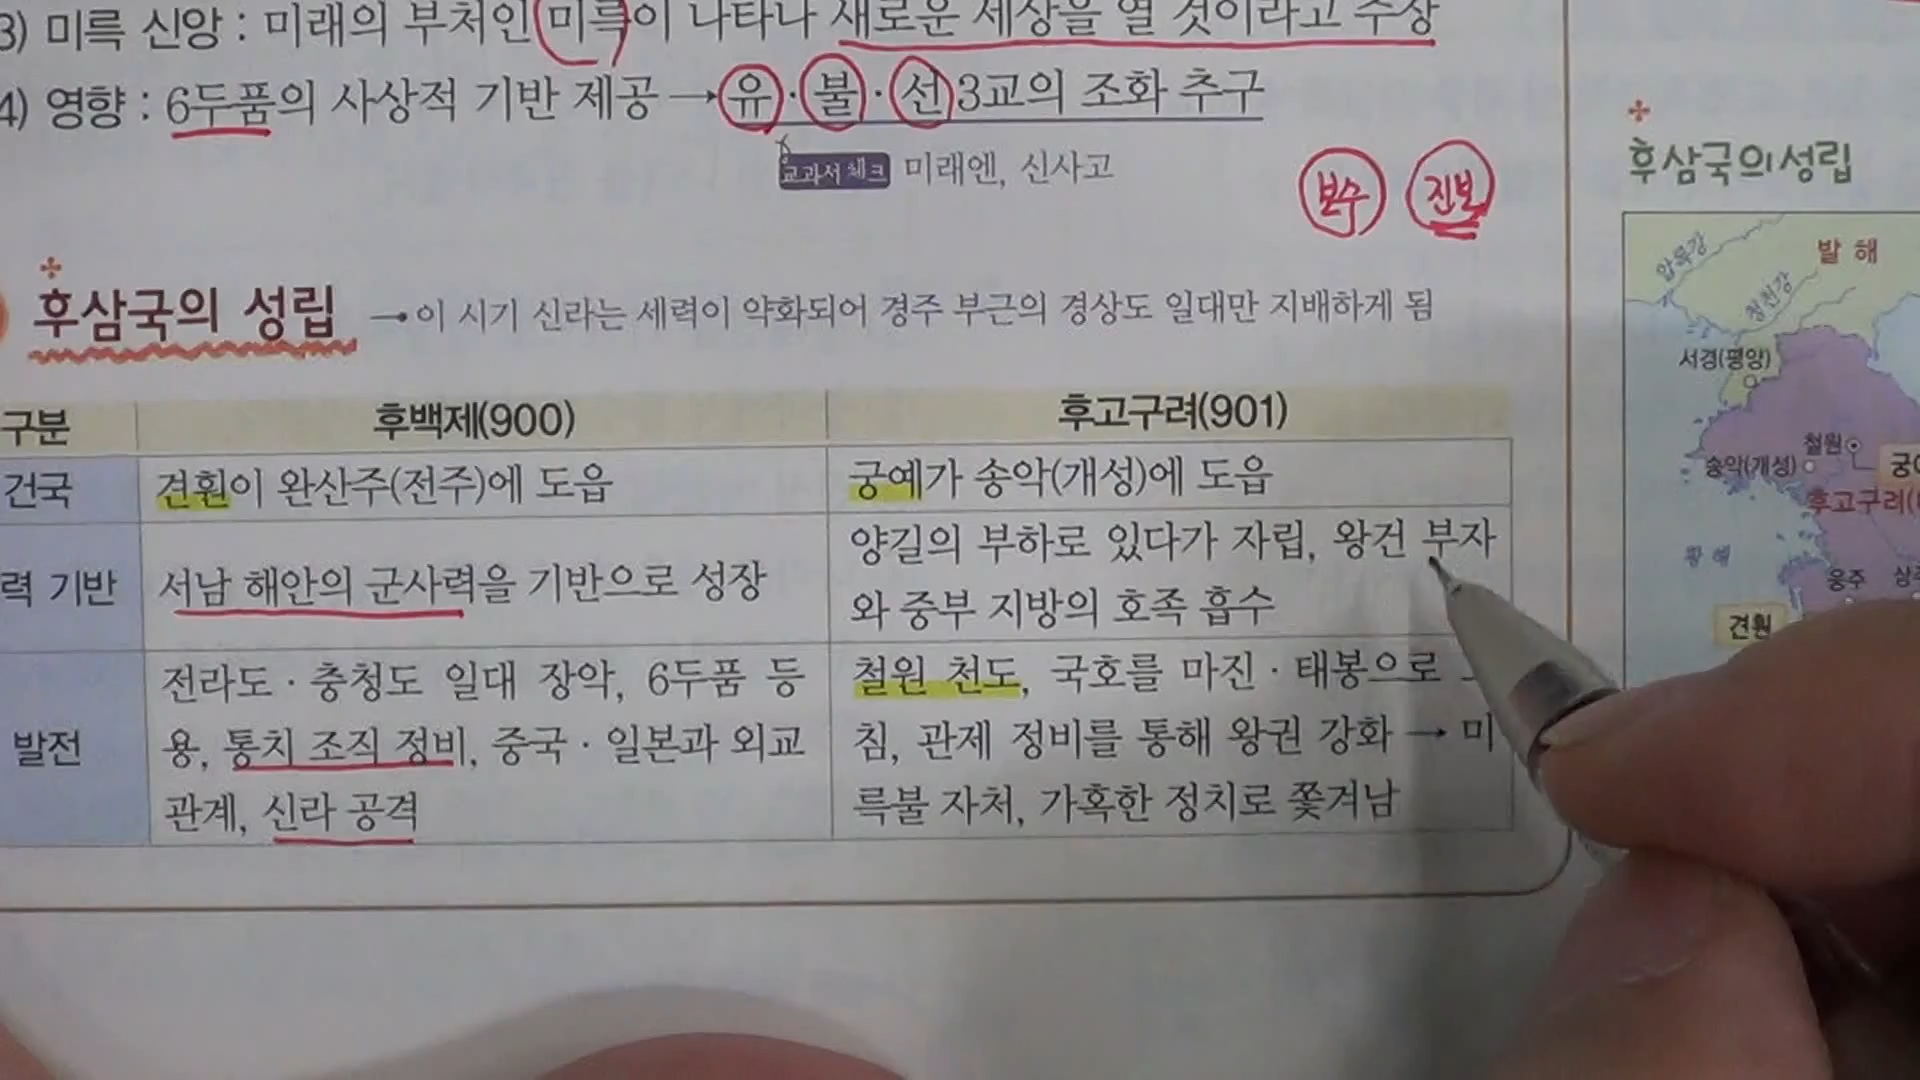 3) 미륵 신앙 : 미래의 부처인 미륵이 나타나 새로운 세상을 열 것이라고 주장
4) 영향 : 6두품의 사상적 기반 제공 → 유·불·선 3교의 조화 추구
교과서 체크 미래엔, 신사고
보수 진보
후삼국의 성립 → 이 시기 신라는 세력이 약화되어 경주 부근의 경상도 일대만 지배하게 됨
구분 후백제(900) 후고구려(901)
건국 견훤이 완산주(전주)에 도읍 궁예가 송악(개성)에 도읍
력 기반 서남 해안의 군사력을 기반으로 성장
양길의 부하로 있다가 자립, 왕건 부자
와 중부 지방의 호족 흡수
발전
전라도·충청도 일대 장악, 6두품 등
용, 통치 조직 정비, 중국·일본과 외교
관계, 신라 공격
철원 천도, 국호를 마진·태봉으로
침, 관제 정비를 통해 왕권 강화 → 미
륵불 자처, 가혹한 정치로 쫓겨남
후삼국의 성립
압록강
발해
청천강
서경(평양)
철원
송악(개성)
후고구려(
황해
웅주
견훤